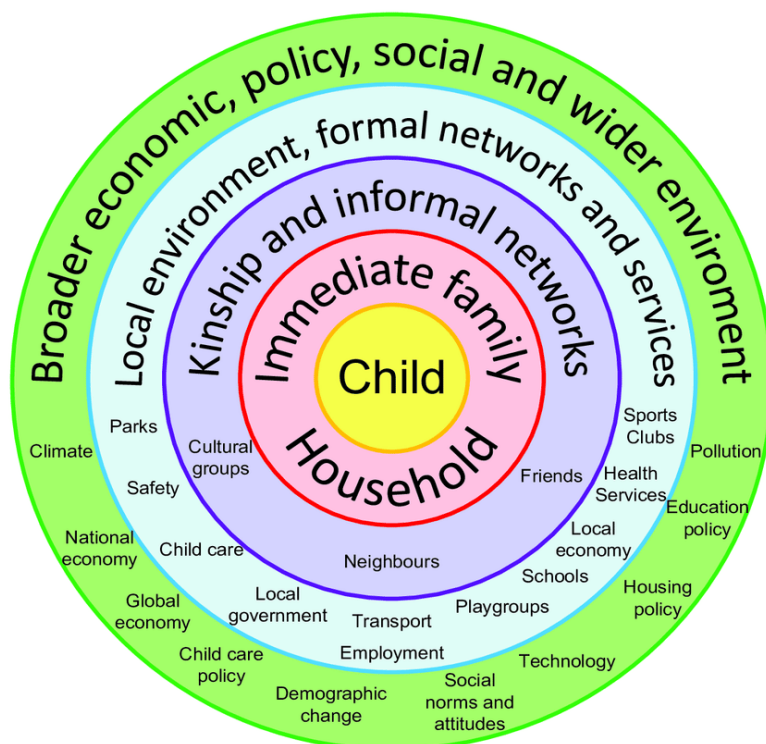 Broader economic, policy, social and wider enviroment
Local environment, formal networks and services
Kinship and informal networks
Immediate family
Child
Household
Parks
Climate
Safety
Cultural
groups
National
economy
Child care
Global
economy
Local
government
Child care
policy
Demographic
change
Neighbours
Transport
Employment
Social
norms and
attitudes
Playgroups
Technology
Schools
Local
economy
Housing
policy
Friends
Health
Services
Education
policy
Sports
Clubs
Pollution